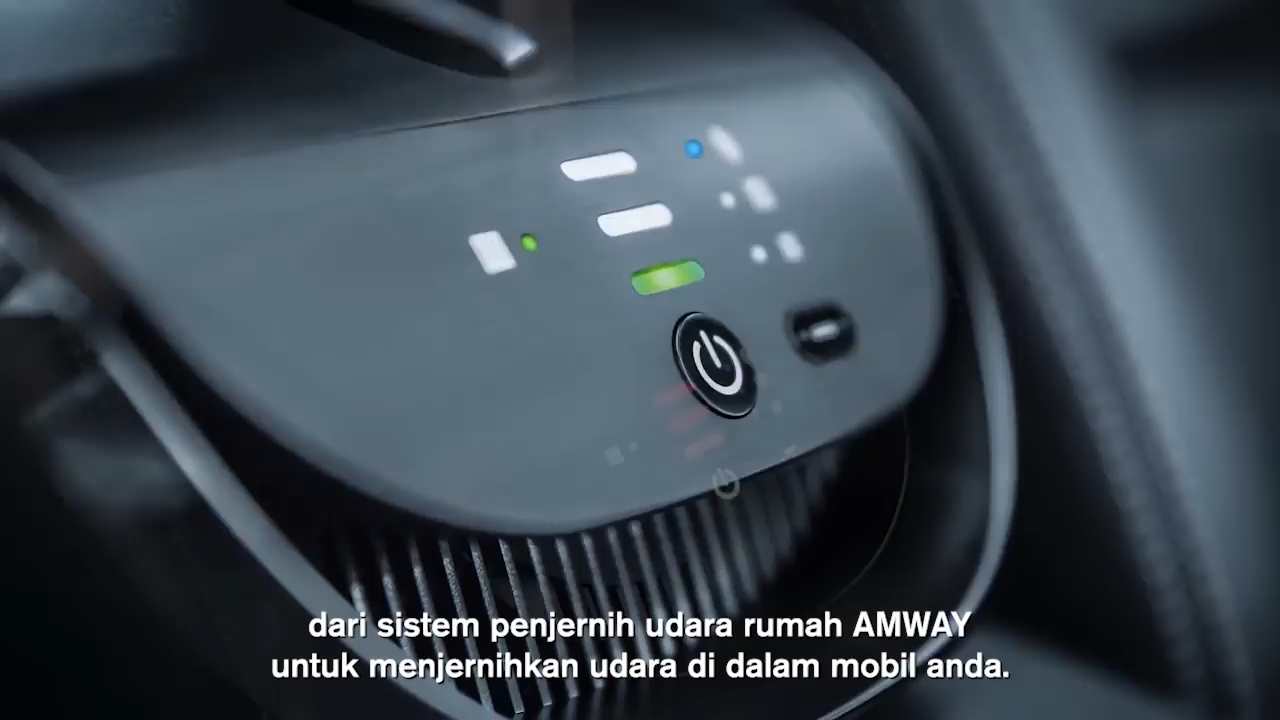 dari sistem penjernih udara rumah AMWAY
untuk menjernihkan udara di dalam mobil anda.